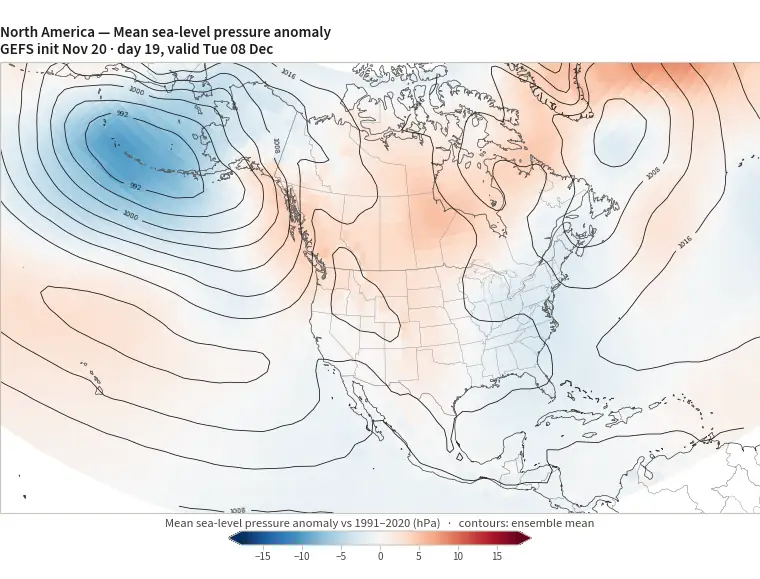 North America — Mean sea-level pressure anomaly
GEFS init Nov 20 · day 19, valid Tue 08 Dec
1016
1000
992
1008
992
1000
1008
1016
1008
Mean sea-level pressure anomaly vs 1991–2020 (hPa) · contours: ensemble mean
−15 −10 −5 0 5 10 15